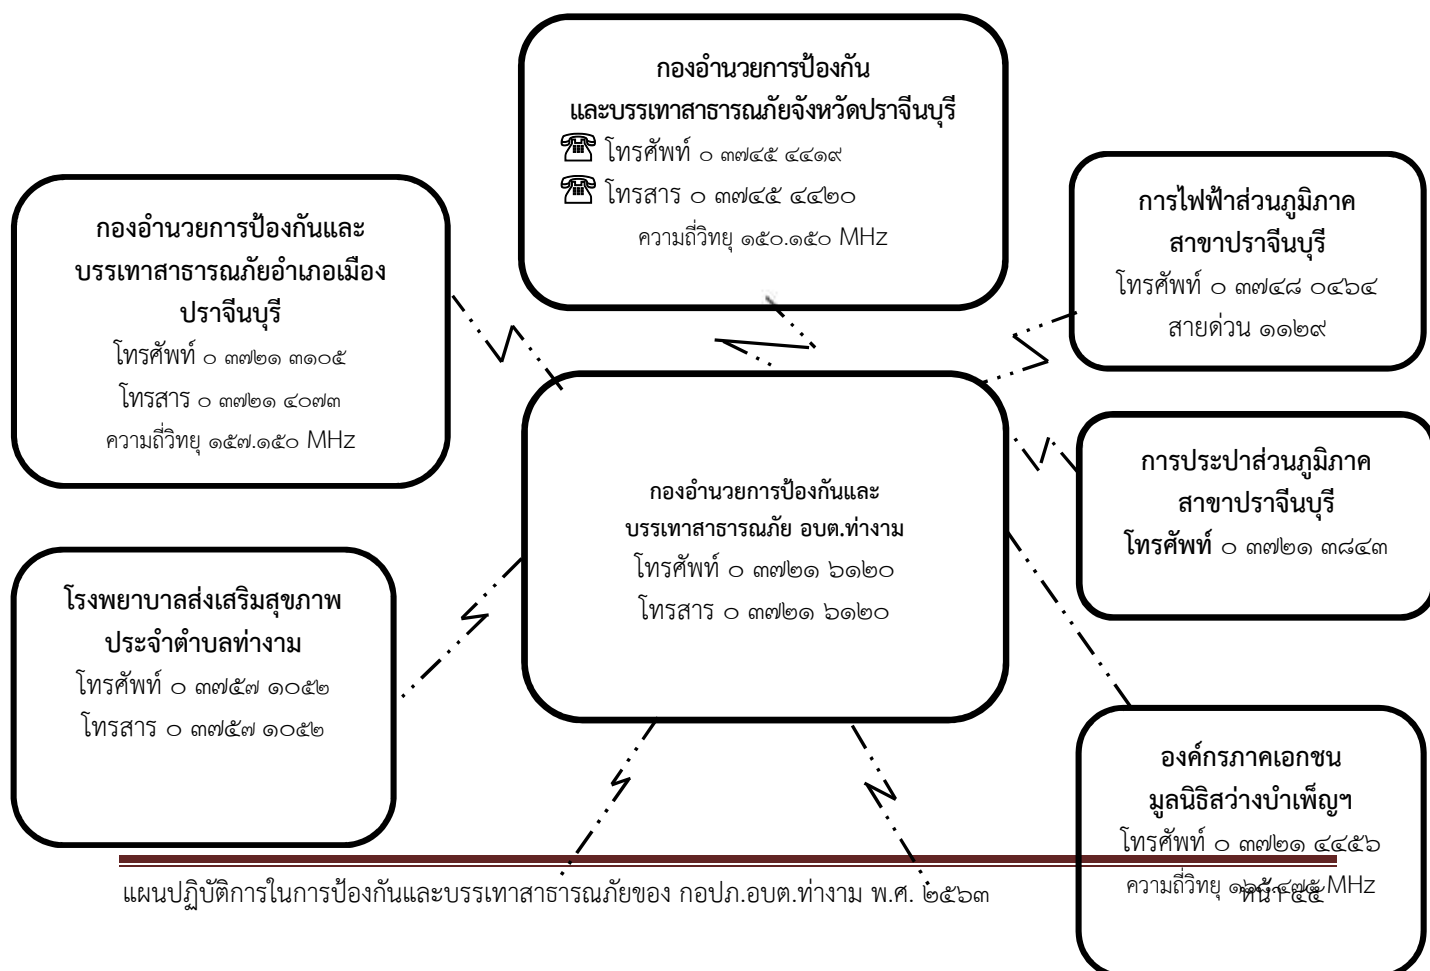 กองอำนวยการป้องกัน
และบรรเทาสาธารณภัยจังหวัดปราจีนบุรี
โทรศัพท์ ๐ ๓๗๔๕ ๔๔๑๙
โทรสาร ๐ ๓๗๔๕ ๔๔๒๐
ความถี่วิทยุ ๑๕๐.๑๕๐ MHz
กองอำนวยการป้องกันและ
บรรเทาสาธารณภัยอำเภอเมือง
ปราจีนบุรี
โทรศัพท์ ๐ ๓๗๒๑ ๓๑๐๕
โทรสาร ๐ ๓๗๒๑ ๔๐๗๓
ความถี่วิทยุ ๑๕๗.๑๕๐ MHz
การไฟฟ้าส่วนภูมิภาค
สาขาปราจีนบุรี
โทรศัพท์ ๐ ๓๗๔๘ ๐๔๖๔
สายด่วน ๑๑๒๙
กองอำนวยการป้องกันและ
บรรเทาสาธารณภัย อบต.ท่างาม
โทรศัพท์ ๐ ๓๗๒๑ ๖๑๒๐
โทรสาร ๐ ๓๗๒๑ ๖๑๒๐
การประปาส่วนภูมิภาค
สาขาปราจีนบุรี
โทรศัพท์ ๐ ๓๗๒๑ ๓๘๔๓
โรงพยาบาลส่งเสริมสุขภาพ
ประจำตำบลท่างาม
โทรศัพท์ ๐ ๓๗๕๗ ๑๐๕๒
โทรสาร ๐ ๓๗๕๗ ๑๐๕๒
องค์กรภาคเอกชน
มูลนิธิสว่างบำเพ็ญฯ
โทรศัพท์ ๐ ๓๗๒๑ ๔๔๕๖
ความถี่วิทยุ MHz
แผนปฏิบัติการในการป้องกันและบรรเทาสาธารณภัยของ กอปภ.อบต.ท่างาม พ.ศ. ๒๕๖๓
หน้า ๕๕